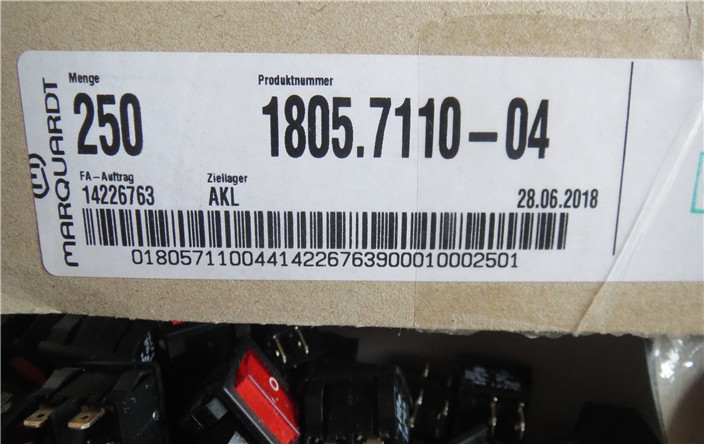 MARQUARDT
Menge
250
Produktnummer
1805.7110-04
FA-Auftrag
14226763
Ziellager
AKL
28.06.2018
01805711004414226763900010002501